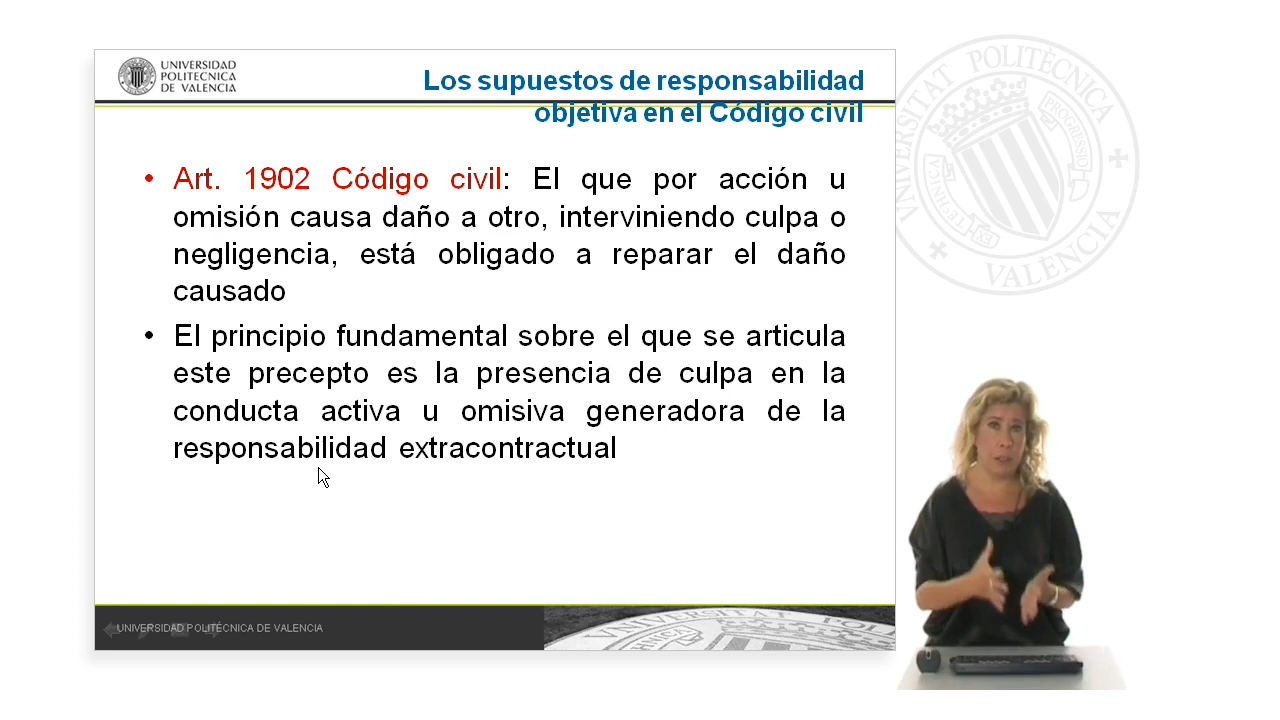 UNIVERSIDAD
POLITECNICA
DE VALENCIA
Los supuestos de responsabilidad
objetiva en el Código civil
• Art. 1902 Código civil: El que por acción u
omisión causa daño a otro, interviniendo culpa o
negligencia, está obligado a reparar el daño
causado
• El principio fundamental sobre el que se articula
este precepto es la presencia de culpa en la
conducta activa u omisiva generadora de la
responsabilidad extracontractual
UNIVERSIDAD POLITÉCNICA DE VALENCIA
UNIVERSITAT POLITÈCNICA
VALÈNCIA